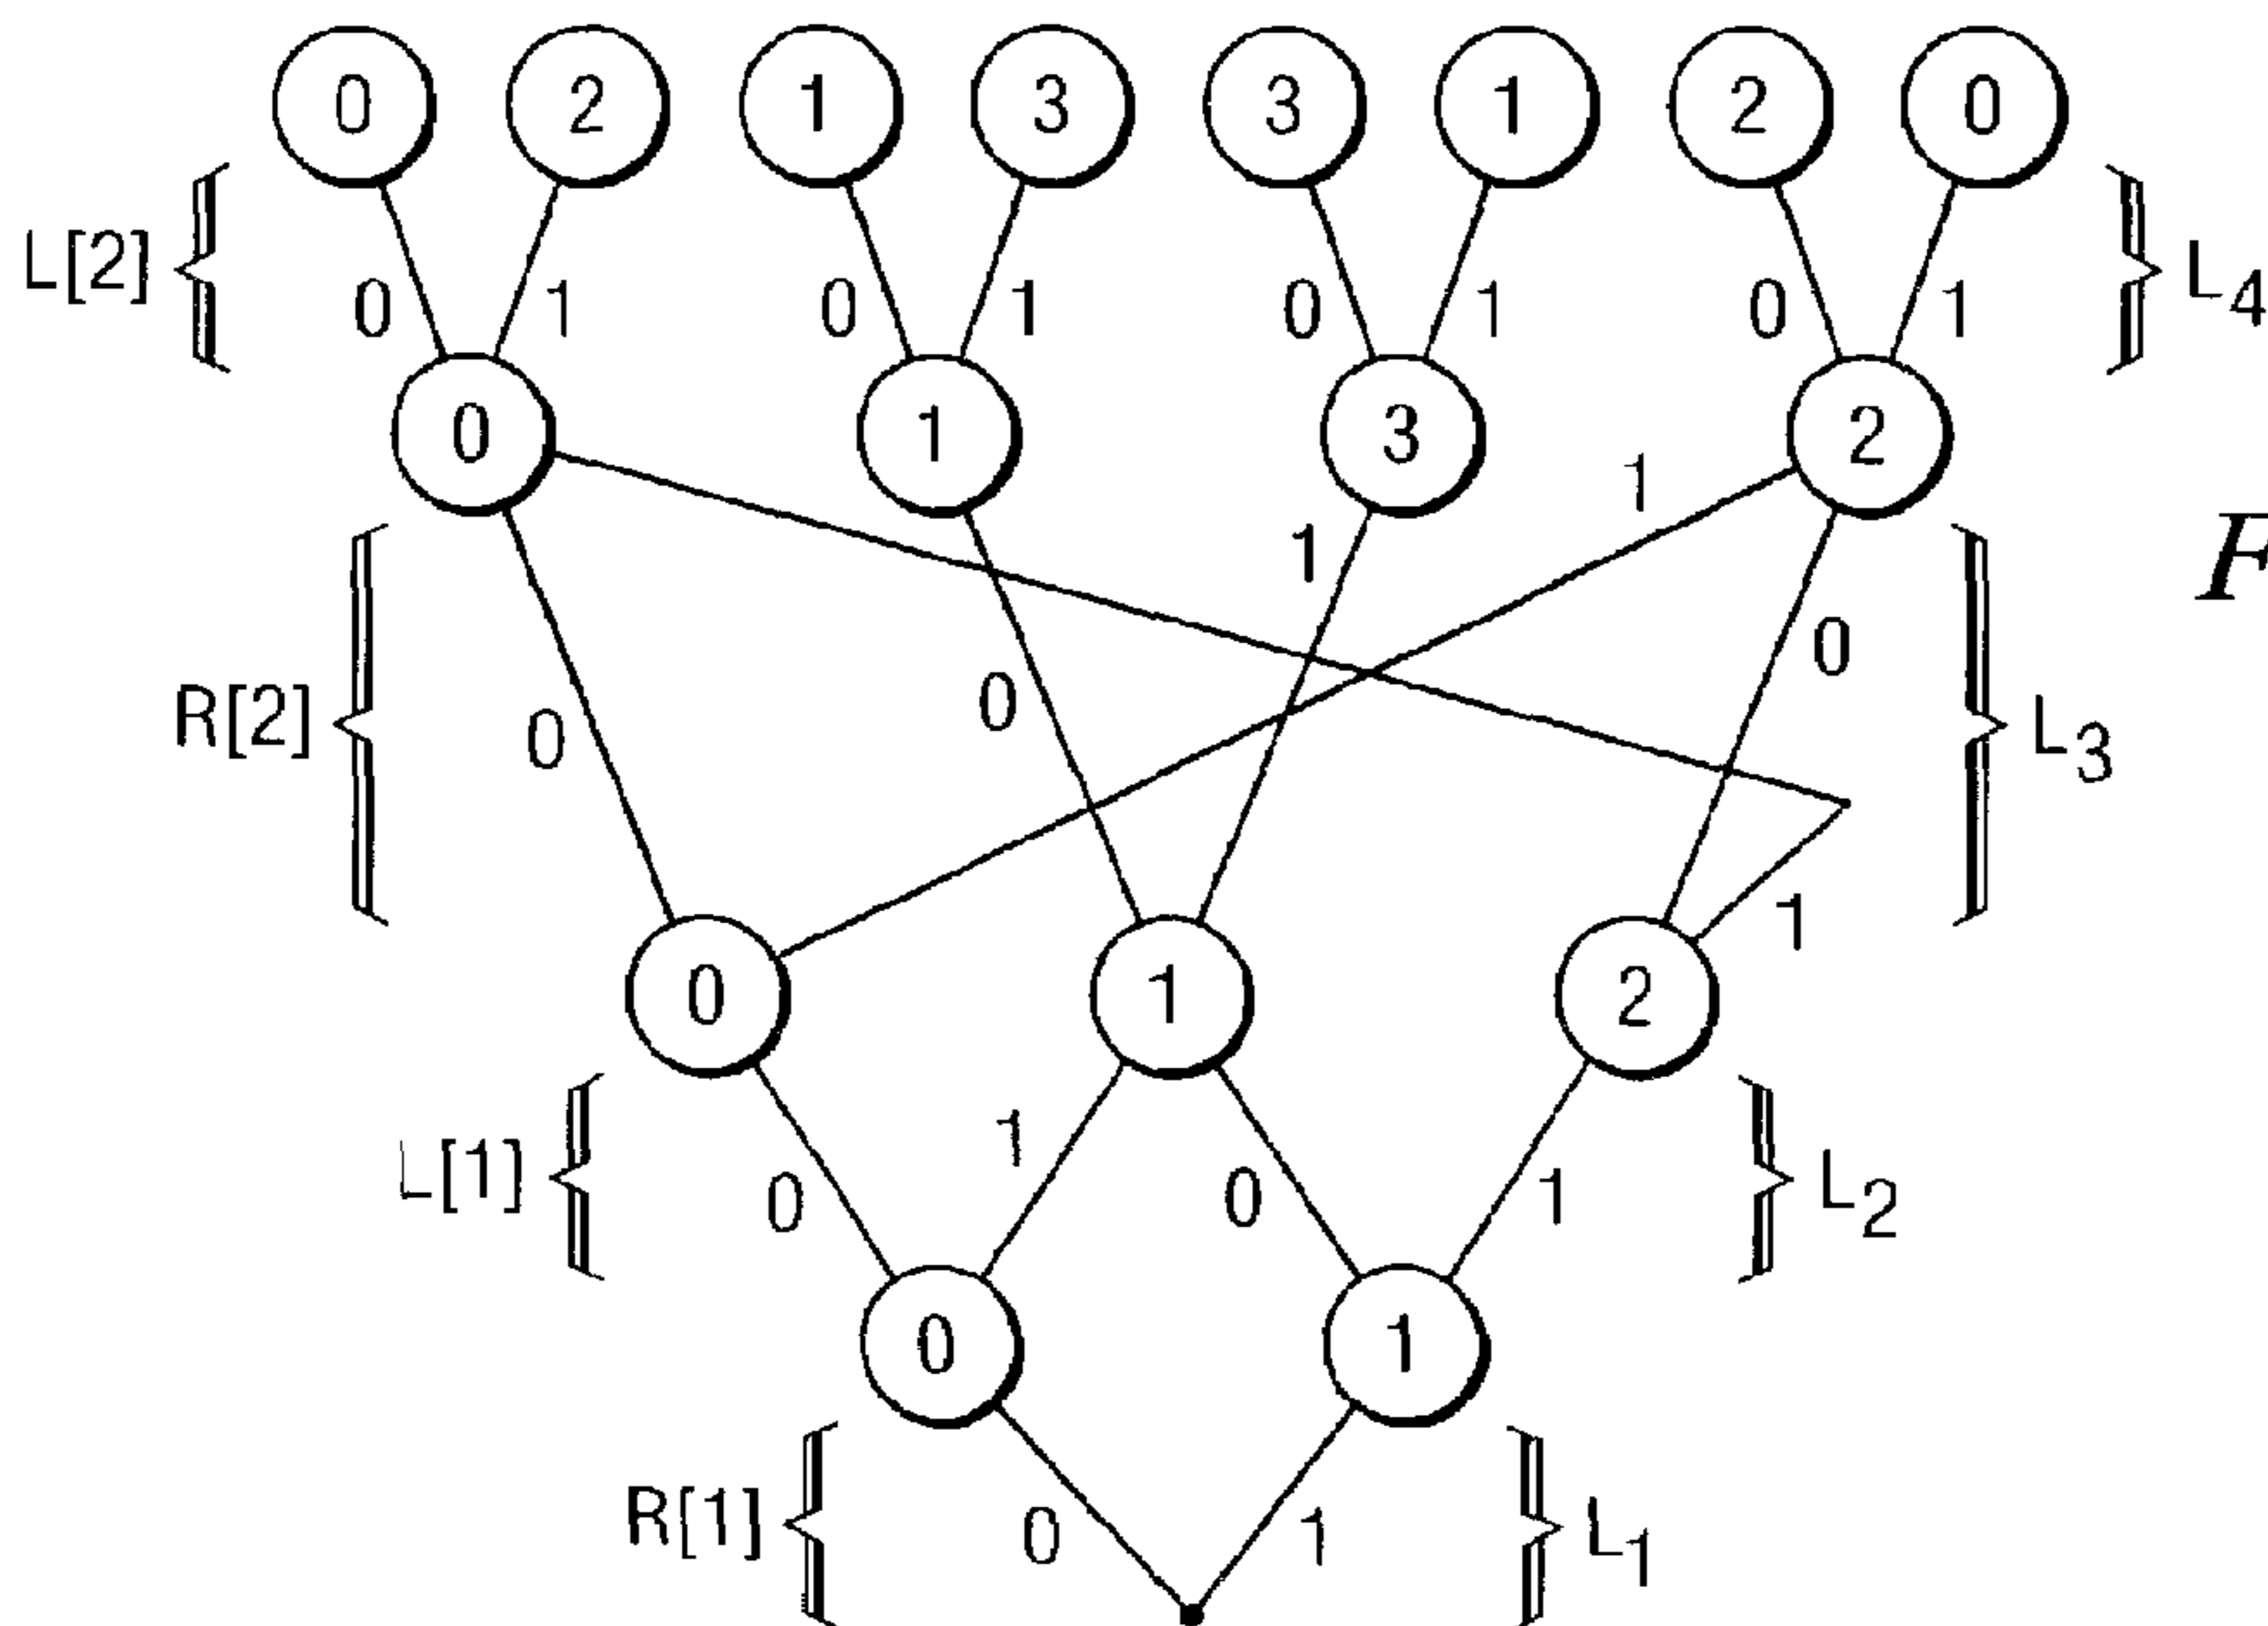 0 2 1 3 3 1 2 0
L[2] 0 1 0 1 0 1 0 1 L4
0 1 3 2
1
1
F
0
R[2] 0 0 L3
1
0 1 2
L[1] 0 1 0 1 L2
0 1
R[1] 0 1 L1